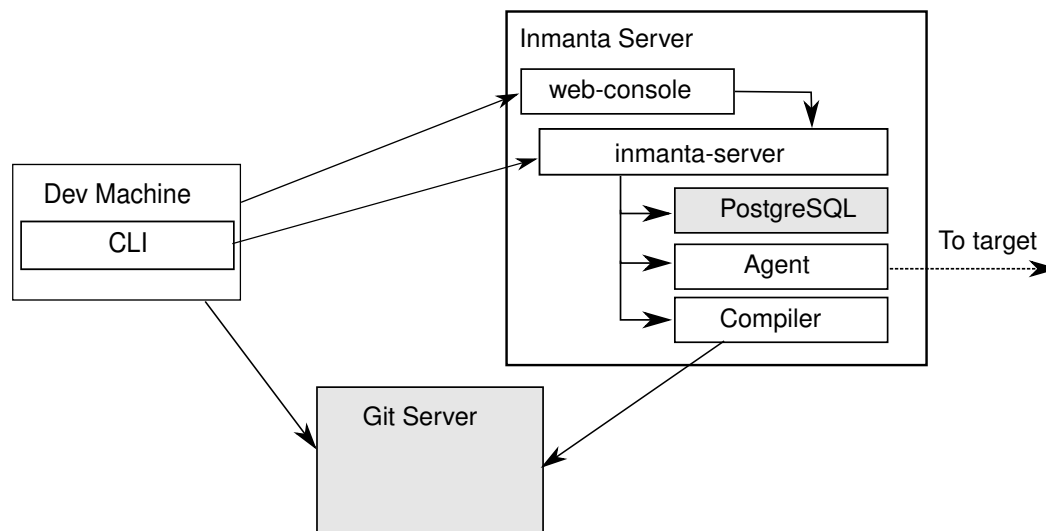 Inmanta Server
web-console
inmanta-server
Dev Machine
CLI
PostgreSQL
Agent
To target
Compiler
Git Server